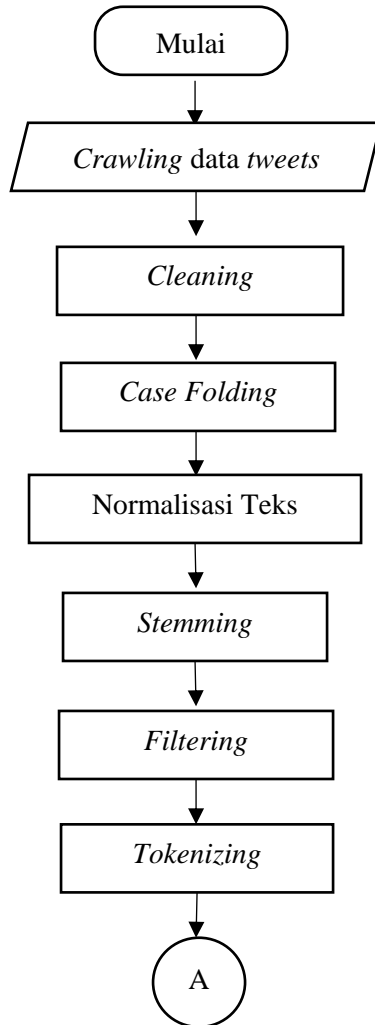 Mulai
Crawling data tweets
Cleaning
Case Folding
Normalisasi Teks
Stemming
Filtering
Tokenizing
A